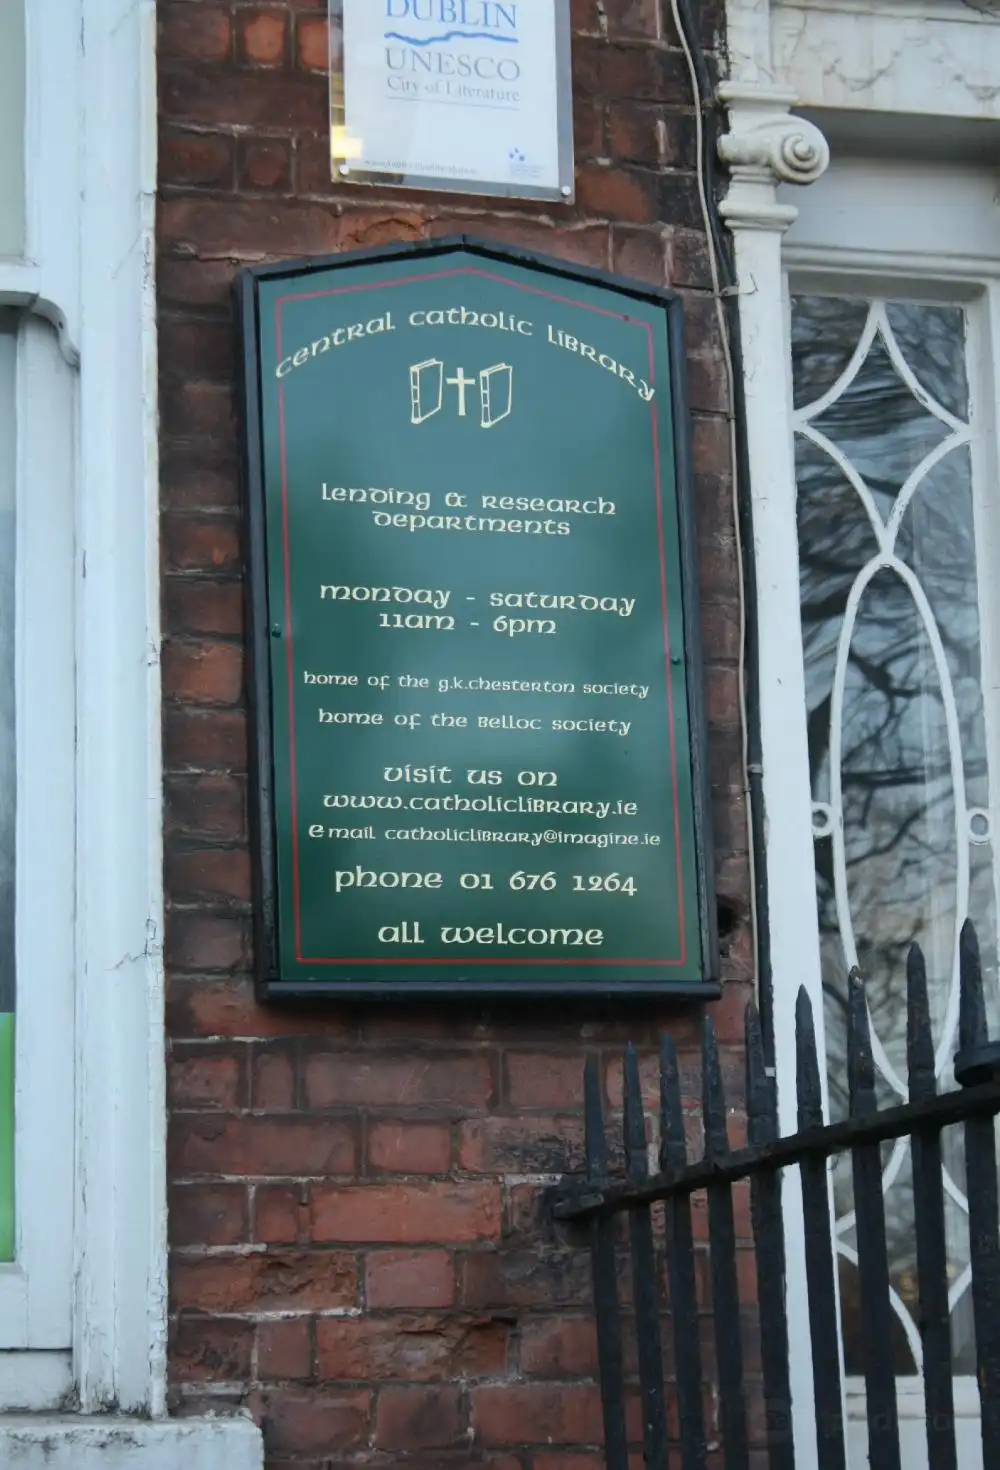 DUBLIN
UNESCO
City of Literature
central catholic library
lending & research
departments
monday - saturday
11am - 6pm
home of the g.k.chesterton society
home of the Belloc society
visit us on
www.catholiclibrary.ie
email catholiclibrary@imagine.ie
phone 01 676 1264
all welcome